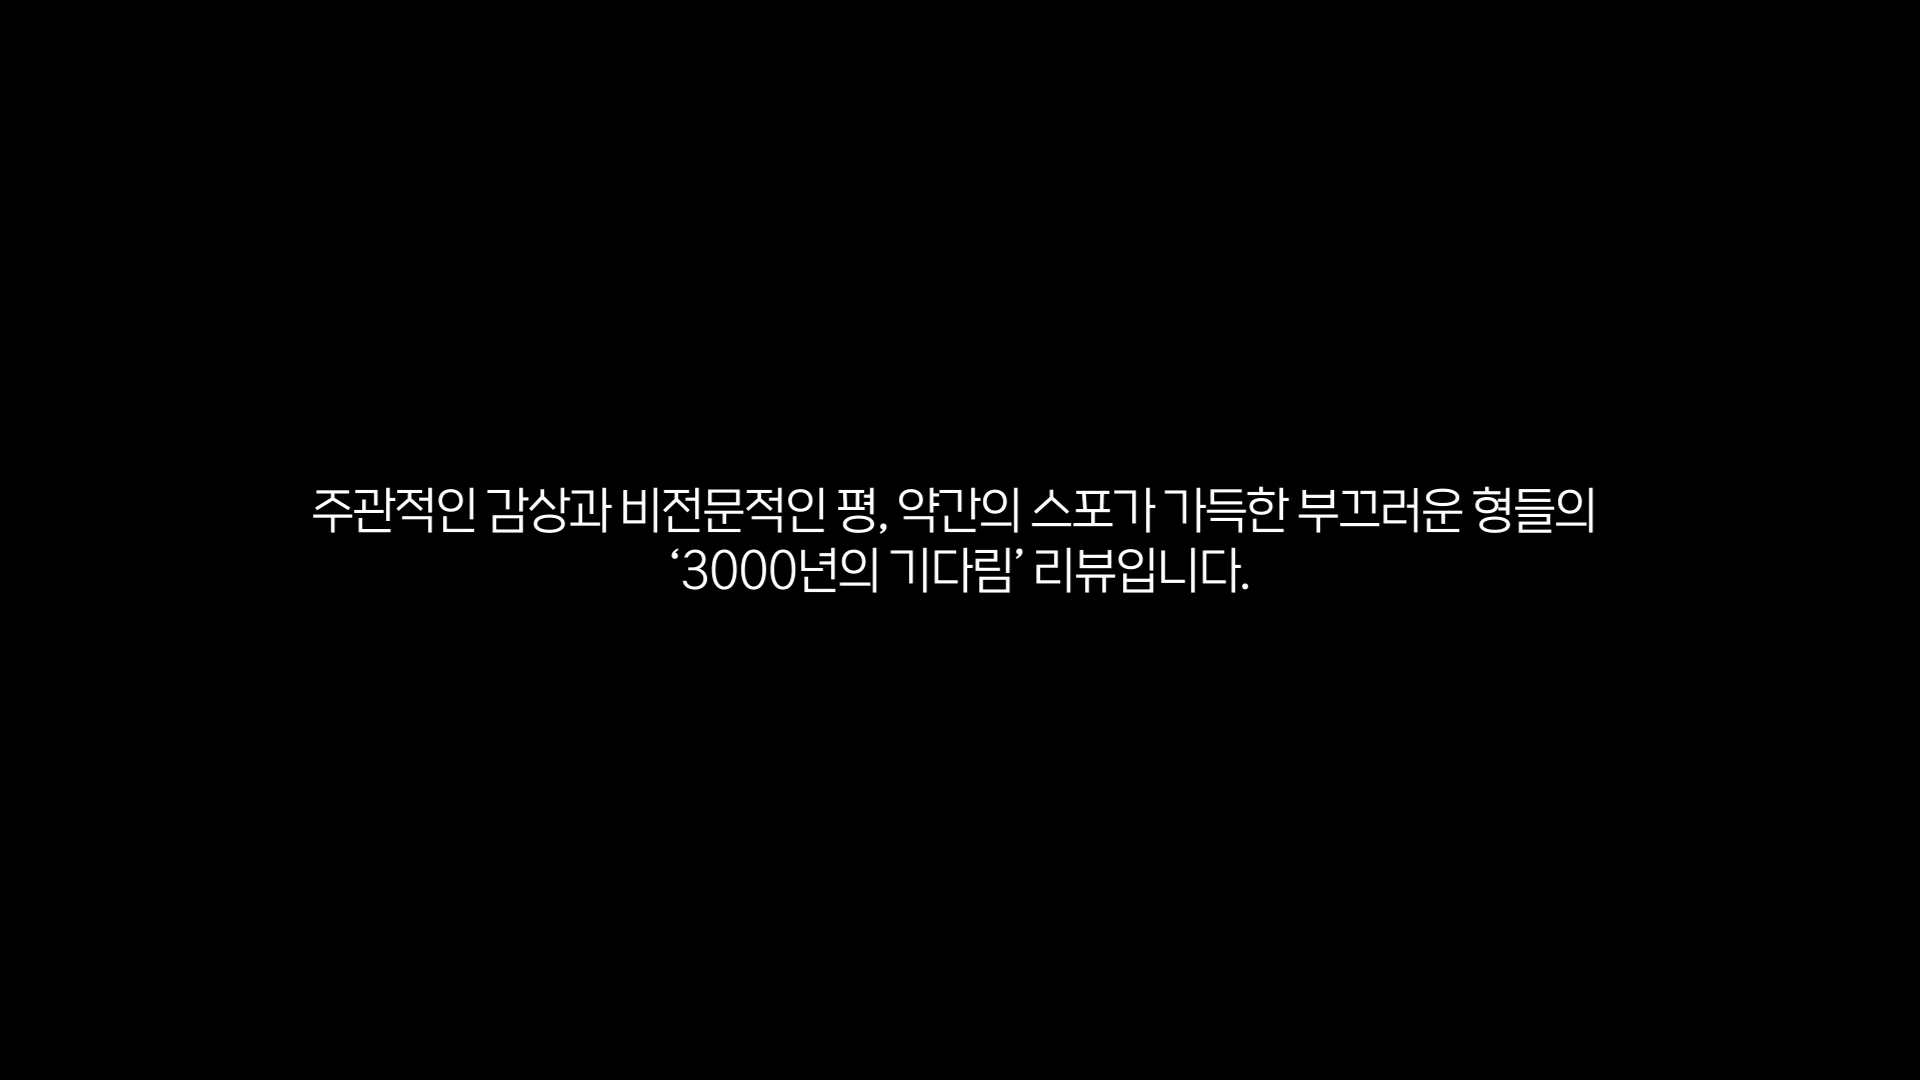 주관적인 감상과 비전문적인 평, 약간의 스포가 가득한 부끄러운 형들의
‘3000년의 기다림’ 리뷰입니다.